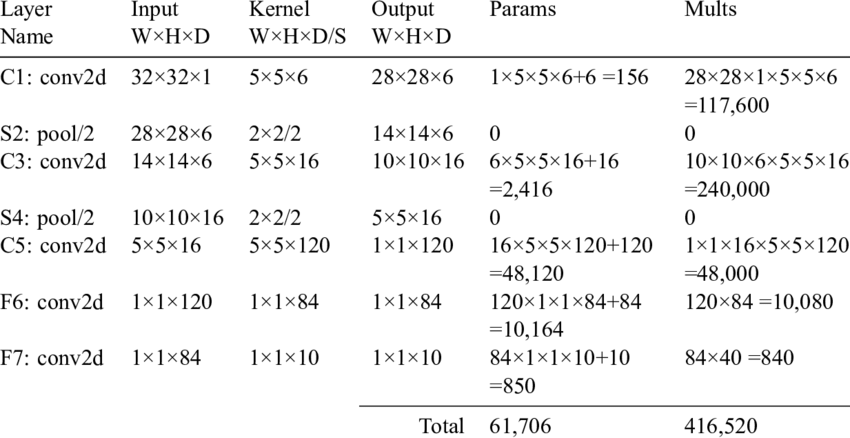 Layer Input Kernel Output Params Mults
Name W×H×D W×H×D/S W×H×D
C1: conv2d 32×32×1 5×5×6 28×28×6 1×5×5×6+6 =156 28×28×1×5×5×6
=117,600
S2: pool/2 28×28×6 2×2/2 14×14×6 0 0
C3: conv2d 14×14×6 5×5×16 10×10×16 6×5×5×16+16 10×10×6×5×5×16
=2,416 =240,000
S4: pool/2 10×10×16 2×2/2 5×5×16 0 0
C5: conv2d 5×5×16 5×5×120 1×1×120 16×5×5×120+120 1×1×16×5×5×120
=48,120 =48,000
F6: conv2d 1×1×120 1×1×84 1×1×84 120×1×1×84+84 120×84 =10,080
=10,164
F7: conv2d 1×1×84 1×1×10 1×1×10 84×1×1×10+10 84×40 =840
=850
Total 61,706 416,520